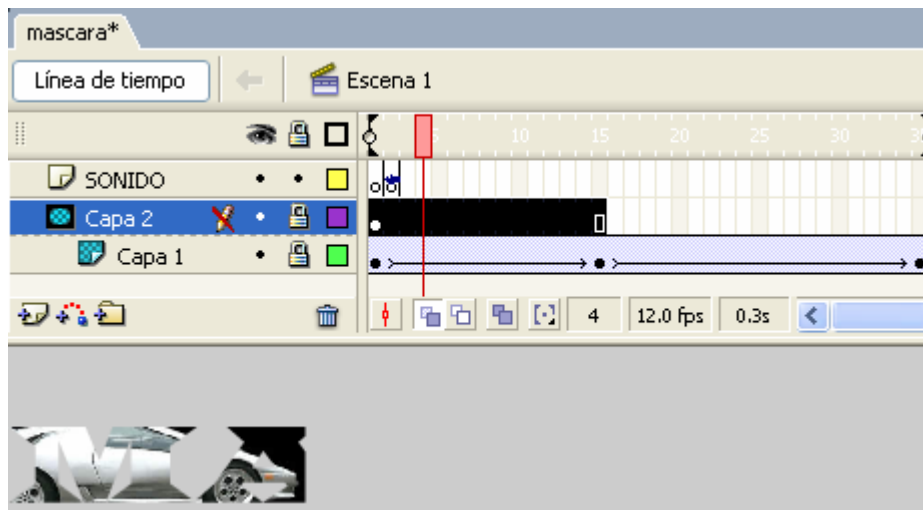 mascara*
Línea de tiempo
Escena 1
5 10 15 20 25 30
SONIDO
Capa 2
Capa 1
4 12.0 fps 0.3s